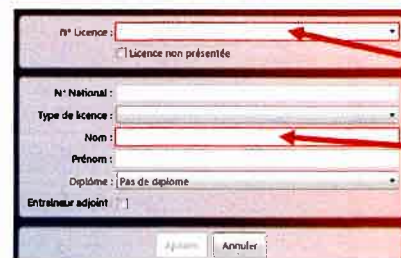 N° Licence :
Licence non présentée
N° National :
Type de licence :
Nom :
Prénom :
Diplôme : Pas de diplome
Entraineur adjoint
Ajouter Annuler